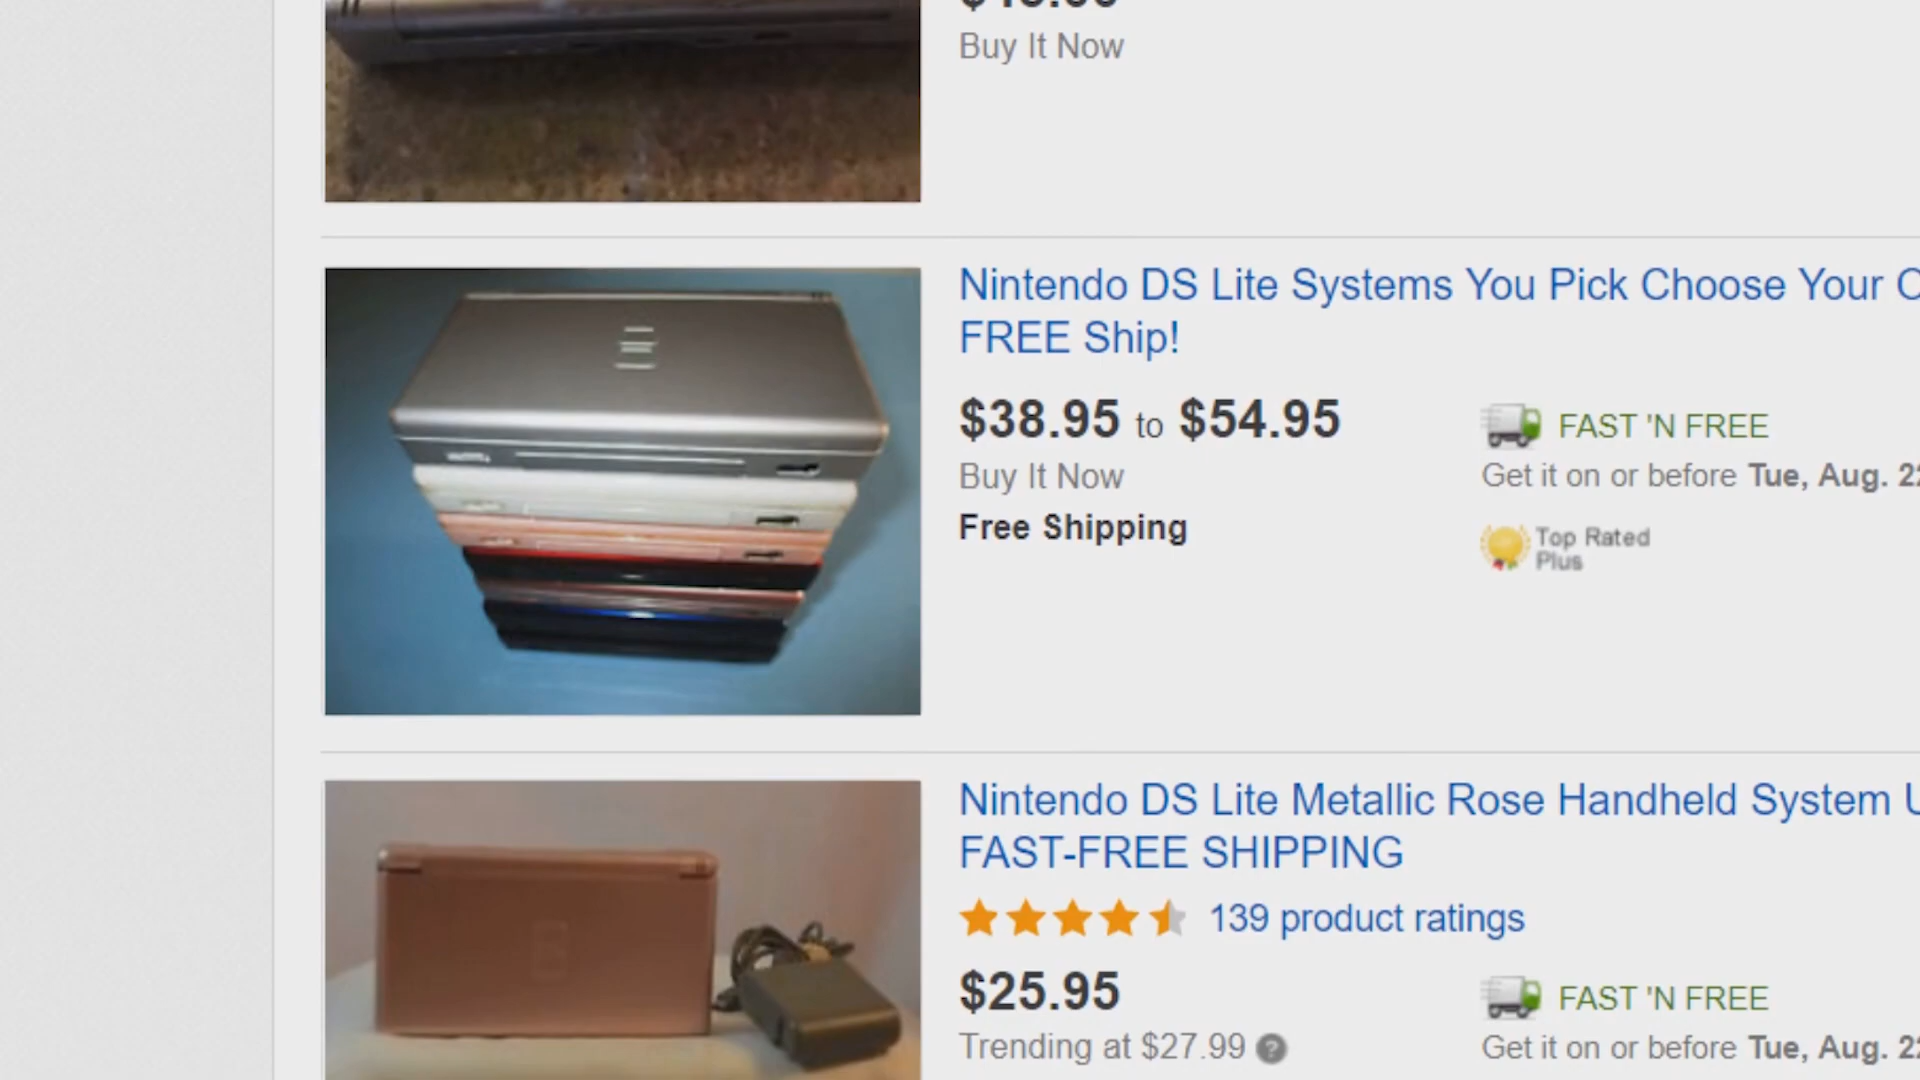 Buy It Now
Nintendo DS Lite Systems You Pick Choose Your
FREE Ship!
$38.95 to $54.95
FAST 'N FREE
Buy It Now
Get it on or before Tue, Aug. 22
Free Shipping
Top Rated
Plus
Nintendo DS Lite Metallic Rose Handheld System
FAST-FREE SHIPPING
139 product ratings
$25.95
FAST 'N FREE
Trending at $27.99
Get it on or before Tue, Aug. 22